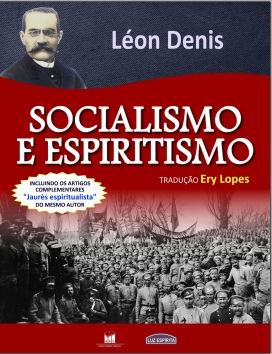 Léon Denis
SOCIALISMO
E ESPIRITISMO
TRADUÇÃO Ery Lopes
INCLUINDO OS ARTIGOS
COMPLEMENTARES
"Jaurès espiritualista"
DO MESMO AUTOR
LUZ ESPÍRITA